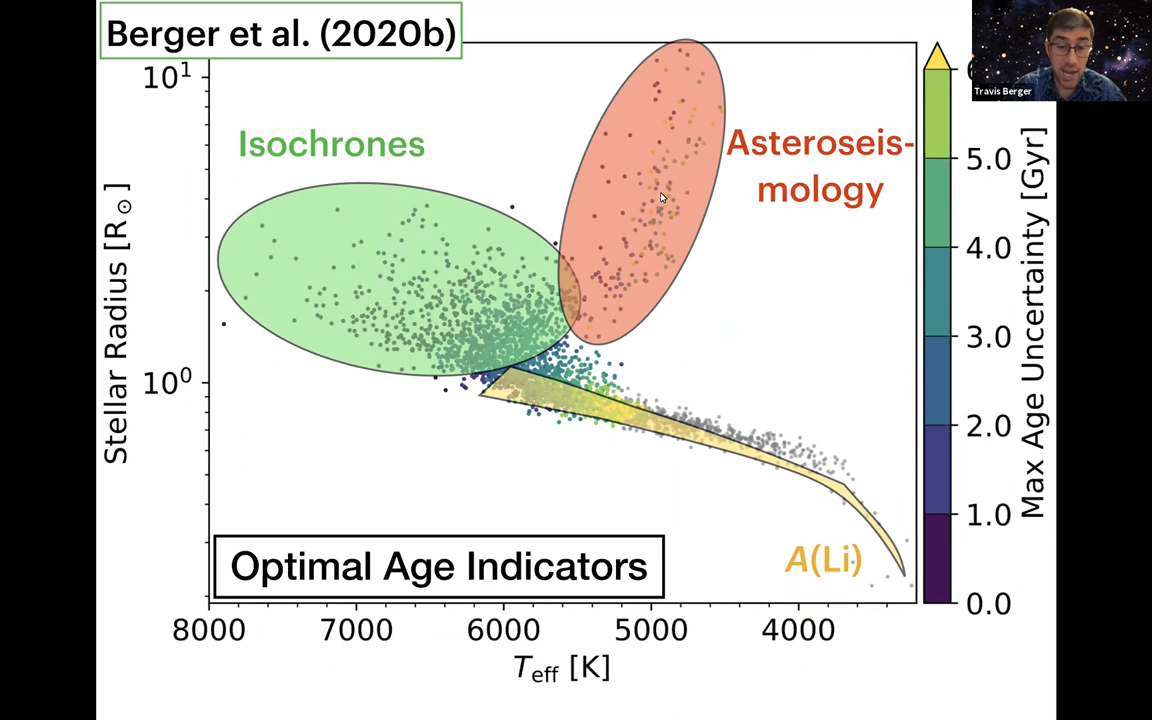 Berger et al. (2020b)
Travis Berger
Isochrones
Asteroseis-
mology
A(Li)
Optimal Age Indicators
Stellar Radius [R⊙]
10¹
10⁰
8000 7000 6000 5000 4000
Teff [K]
5.0
4.0
3.0
2.0
1.0
0.0
Max Age Uncertainty [Gyr]